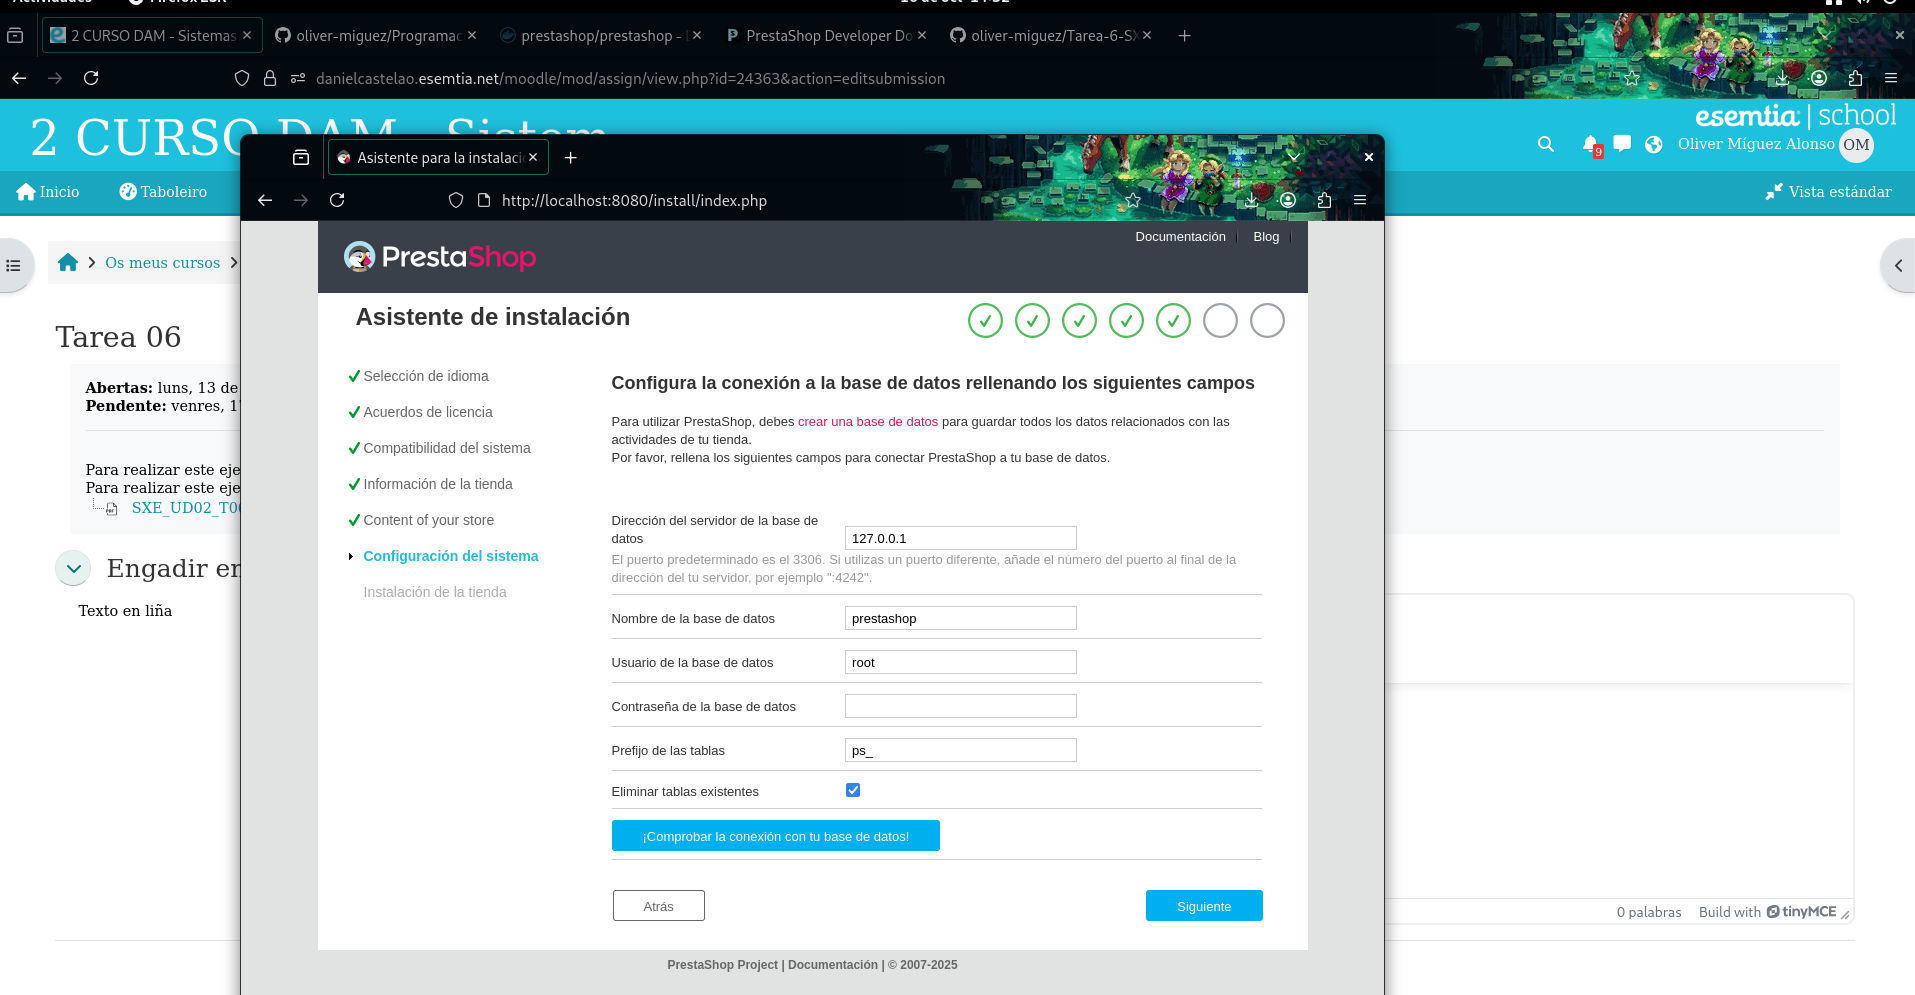 2 CURSO DAM - Sistemas
oliver-miguez/Programac
prestashop/prestashop -
PrestaShop Developer Do
oliver-miguez/Tarea-6-SX
danielcastelao.esemtia.net/moodle/mod/assign/view.php?id=24363&action=editsubmission
2 CURSO DAM - Sistem
esemtia | school
9
Oliver Míguez Alonso
OM
Inicio
Taboleiro
Vista estándar
Os meus cursos
Tarea 06
Abertas: luns, 13 de
Pendente: venres, 1
Para realizar este eje
Para realizar este eje
SXE_UD02_T0
Engadir en
Texto en liña
0 palabras
Build with tinyMCE
Asistente para la instalaci
http://localhost:8080/install/index.php
Documentación
Blog
PrestaShop
Asistente de instalación
Selección de idioma
Acuerdos de licencia
Compatibilidad del sistema
Información de la tienda
Content of your store
Configuración del sistema
Instalación de la tienda
Configura la conexión a la base de datos rellenando los siguientes campos
Para utilizar PrestaShop, debes crear una base de datos para guardar todos los datos relacionados con las
actividades de tu tienda.
Por favor, rellena los siguientes campos para conectar PrestaShop a tu base de datos.
Dirección del servidor de la base de
datos
127.0.0.1
El puerto predeterminado es el 3306. Si utilizas un puerto diferente, añade el número del puerto al final de la
dirección del tu servidor, por ejemplo ":4242".
Nombre de la base de datos
prestashop
Usuario de la base de datos
root
Contraseña de la base de datos
Prefijo de las tablas
ps_
Eliminar tablas existentes
¡Comprobar la conexión con tu base de datos!
Atrás
Siguiente
PrestaShop Project | Documentación | © 2007-2025